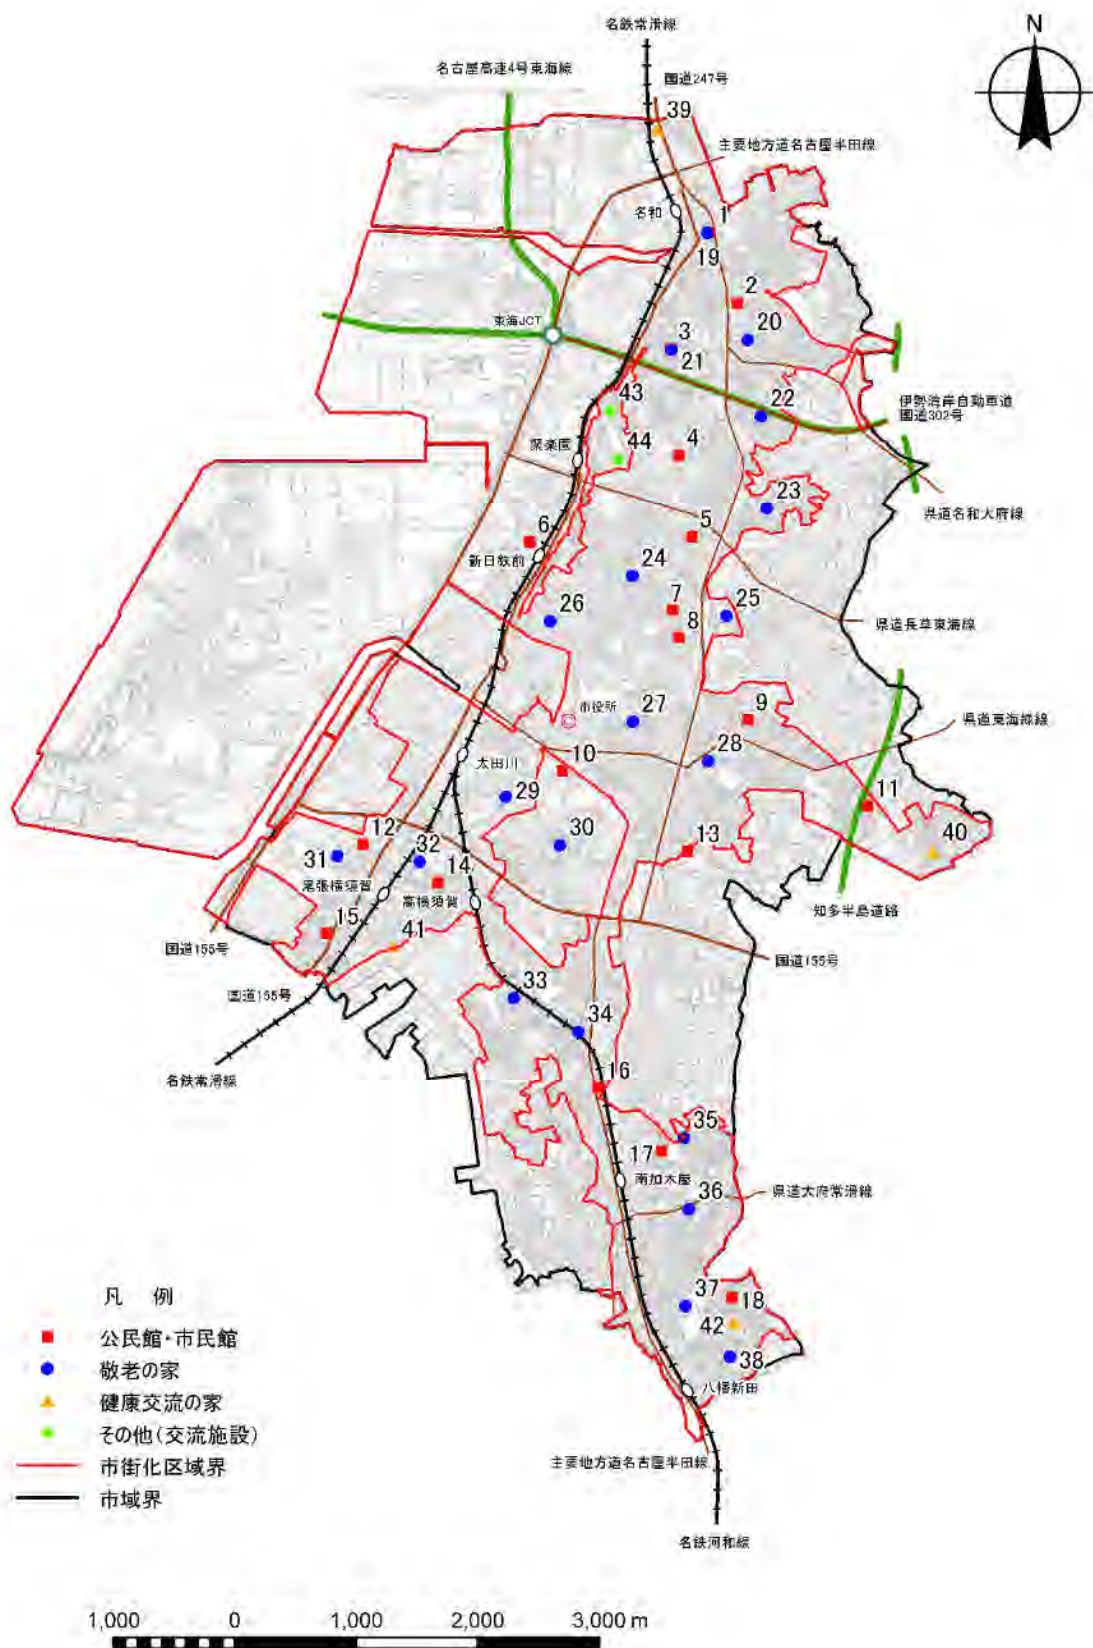 名鉄常滑線
名古屋高速4号東海線
国道247号
N
39
主要地方道名古屋半田線
名和
1
19
2
20
東海JCT
3
21
43
22
伊勢湾岸自動車道
国道302号
聚楽園
44
4
23
県道名和大府線
6
5
新日鉄前
24
7
26
8
25
県道長草東海線
市役所
27
9
県道東海緑線
太田川
10
28
29
11
12
32
30
13
40
31
14
尾張横須賀
高横須賀
知多半島道路
15
41
国道155号
国道155号
国道155号
33
34
名鉄常滑線
16
35
17
南加木屋
36
県道大府常滑線
37
18
42
38
八幡新田
凡 例
公民館・市民館
敬老の家
健康交流の家
その他(交流施設)
市街化区域界
市域界
主要地方道名古屋半田線
名鉄河和線
1,000 0 1,000 2,000 3,000 m